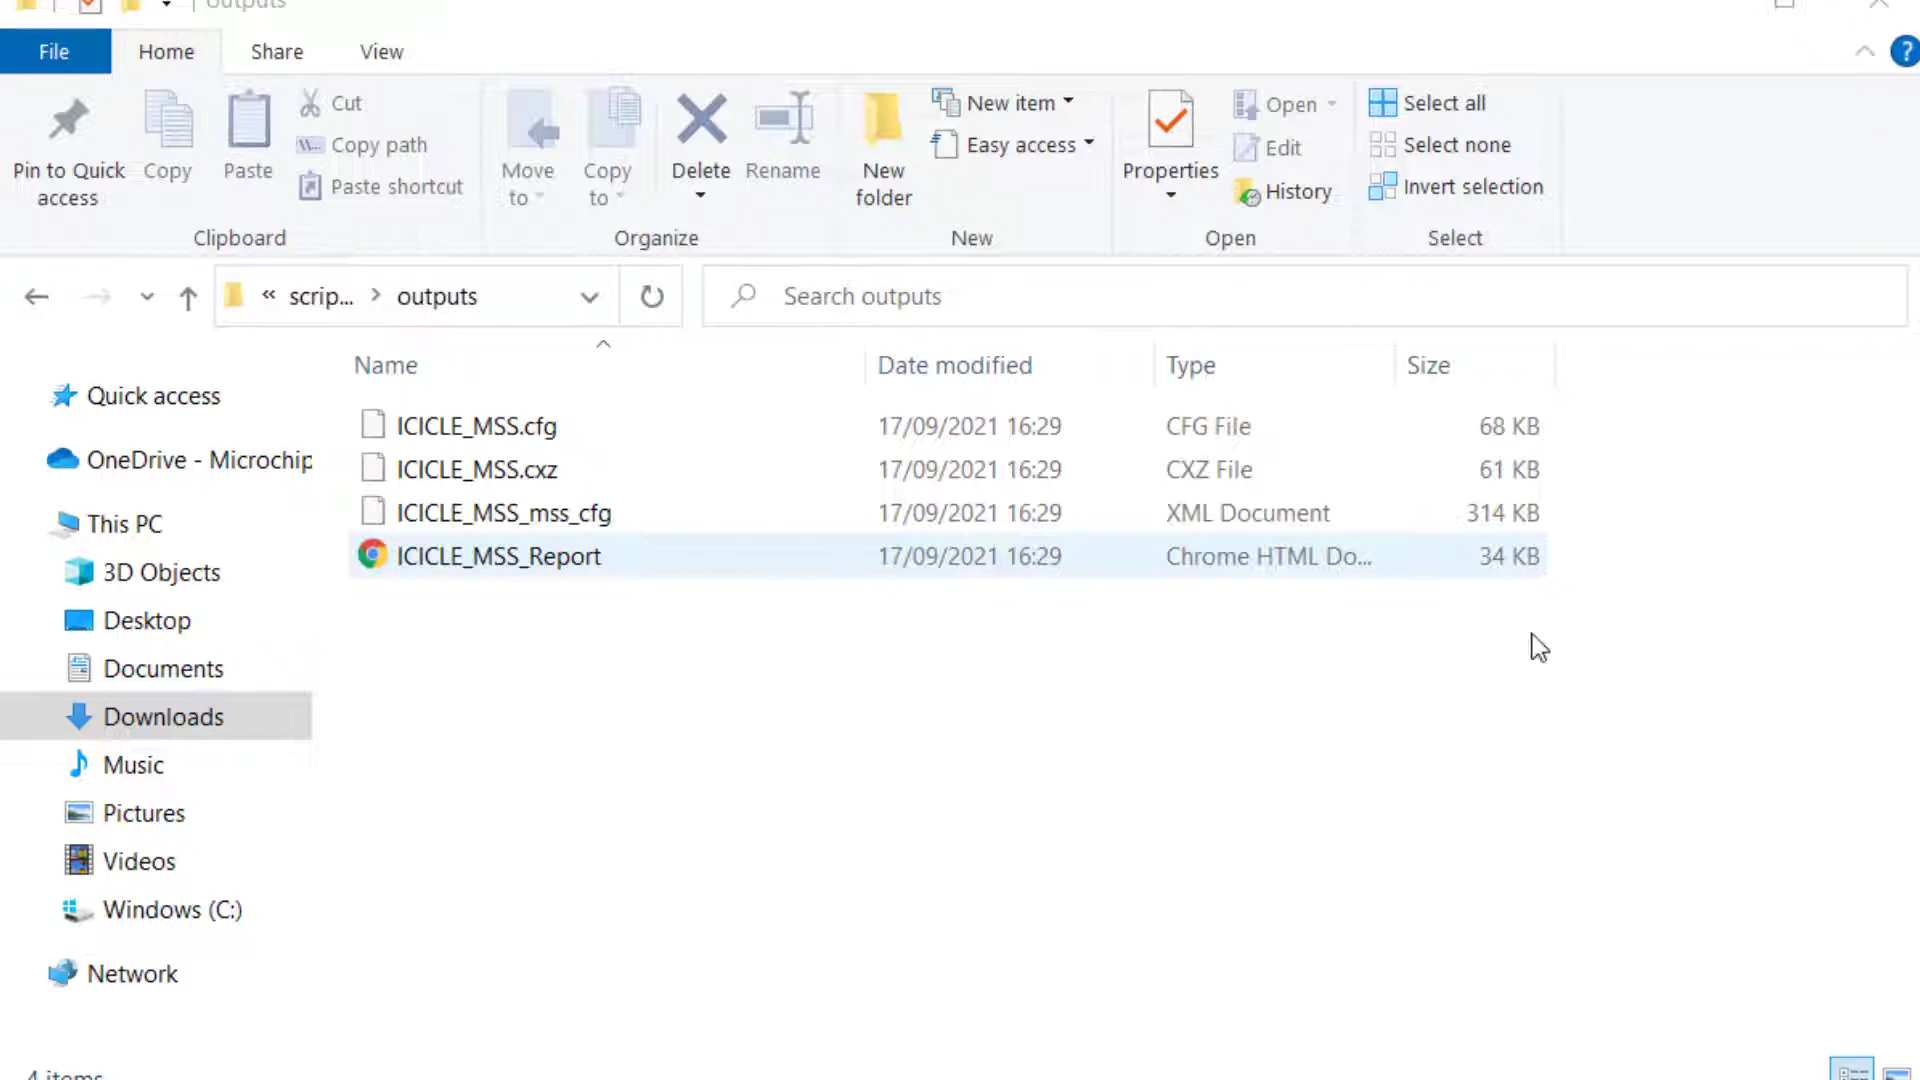 outputs
File Home Share View
Pin to Quick access
Copy
Paste
Cut
Copy path
Paste shortcut
Clipboard
Move to
Copy to
Delete
Rename
Organize
New folder
New item
Easy access
New
Properties
Open
Edit
History
Open
Select all
Select none
Invert selection
Select
« scrip... > outputs
Search outputs
Name Date modified Type Size
ICICLE_MSS.cfg 17/09/2021 16:29 CFG File 68 KB
ICICLE_MSS.cxz 17/09/2021 16:29 CXZ File 61 KB
ICICLE_MSS_mss_cfg 17/09/2021 16:29 XML Document 314 KB
ICICLE_MSS_Report 17/09/2021 16:29 Chrome HTML Do... 34 KB
Quick access
OneDrive - Microchip
This PC
3D Objects
Desktop
Documents
Downloads
Music
Pictures
Videos
Windows (C:)
Network
4 items